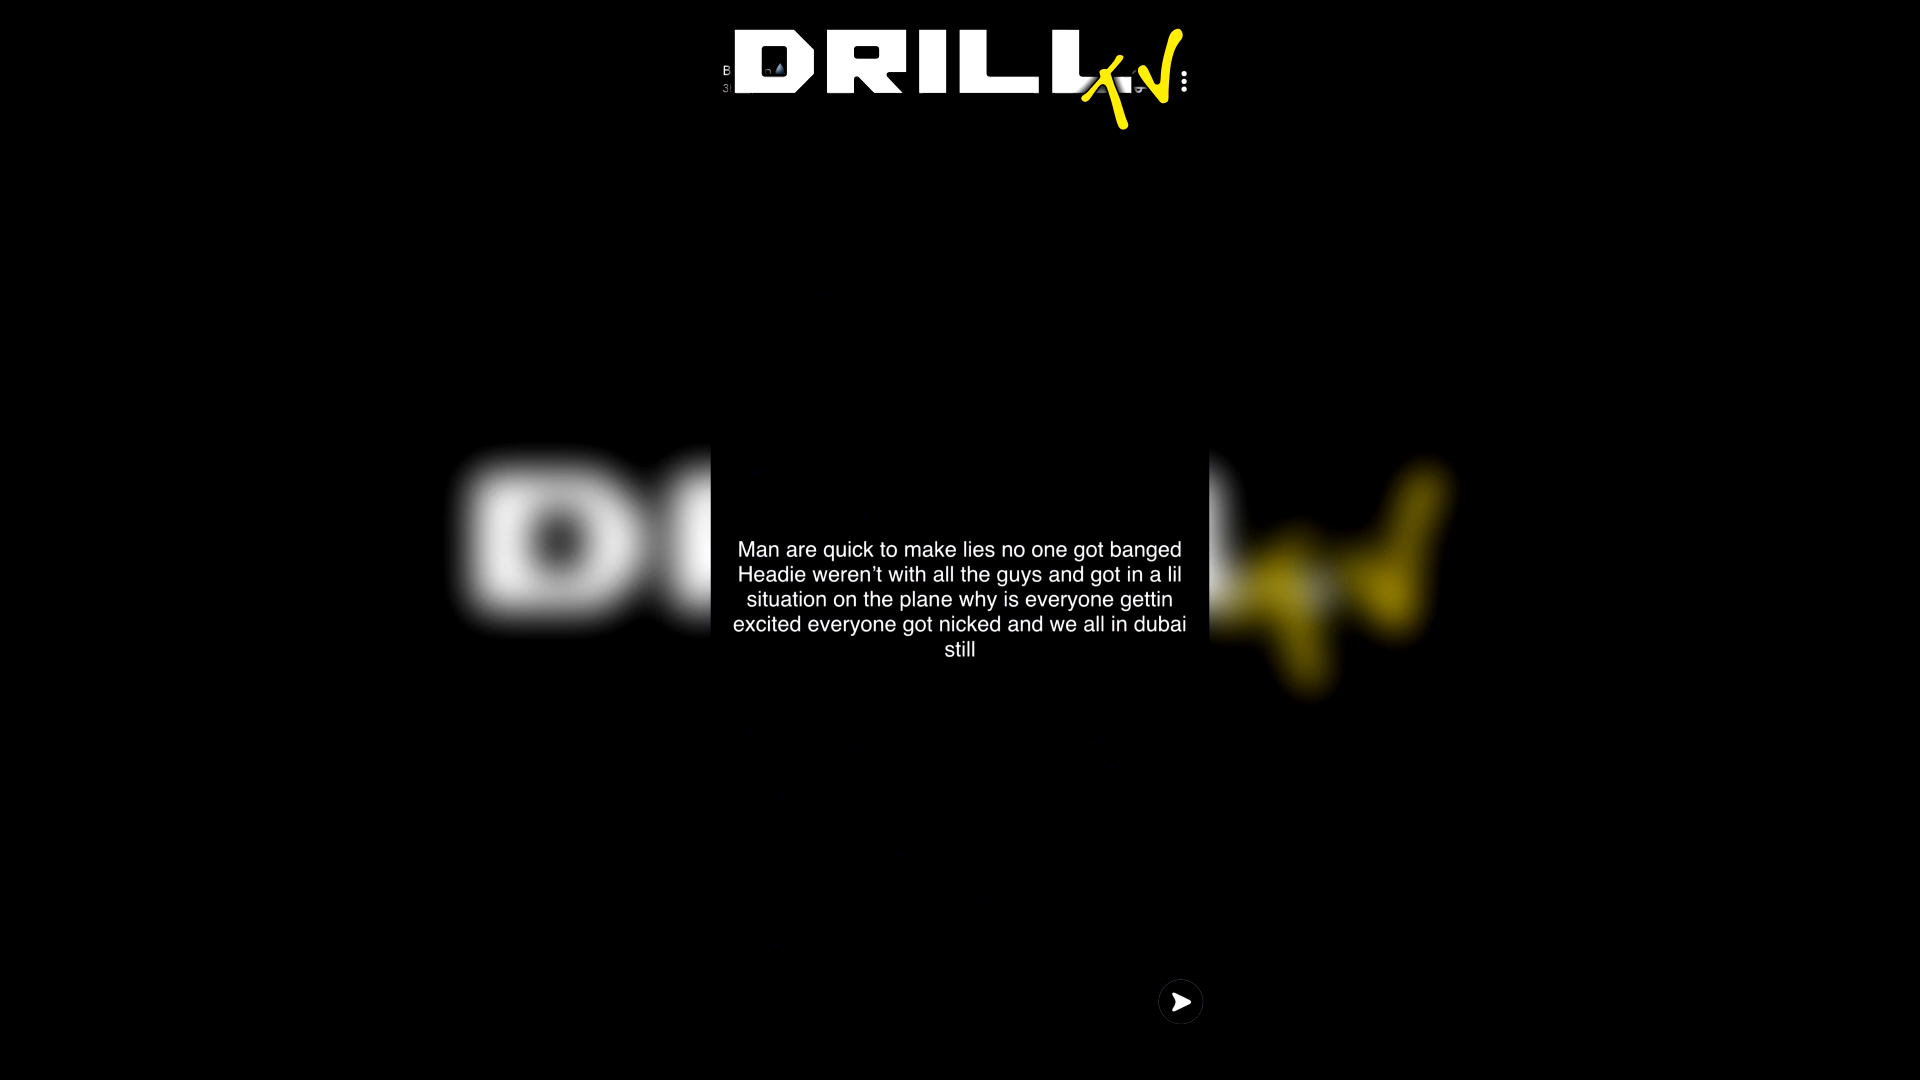 DRILL TV
Man are quick to make lies no one got banged
Headie weren't with all the guys and got in a lil
situation on the plane why is everyone gettin
excited everyone got nicked and we all in dubai
still